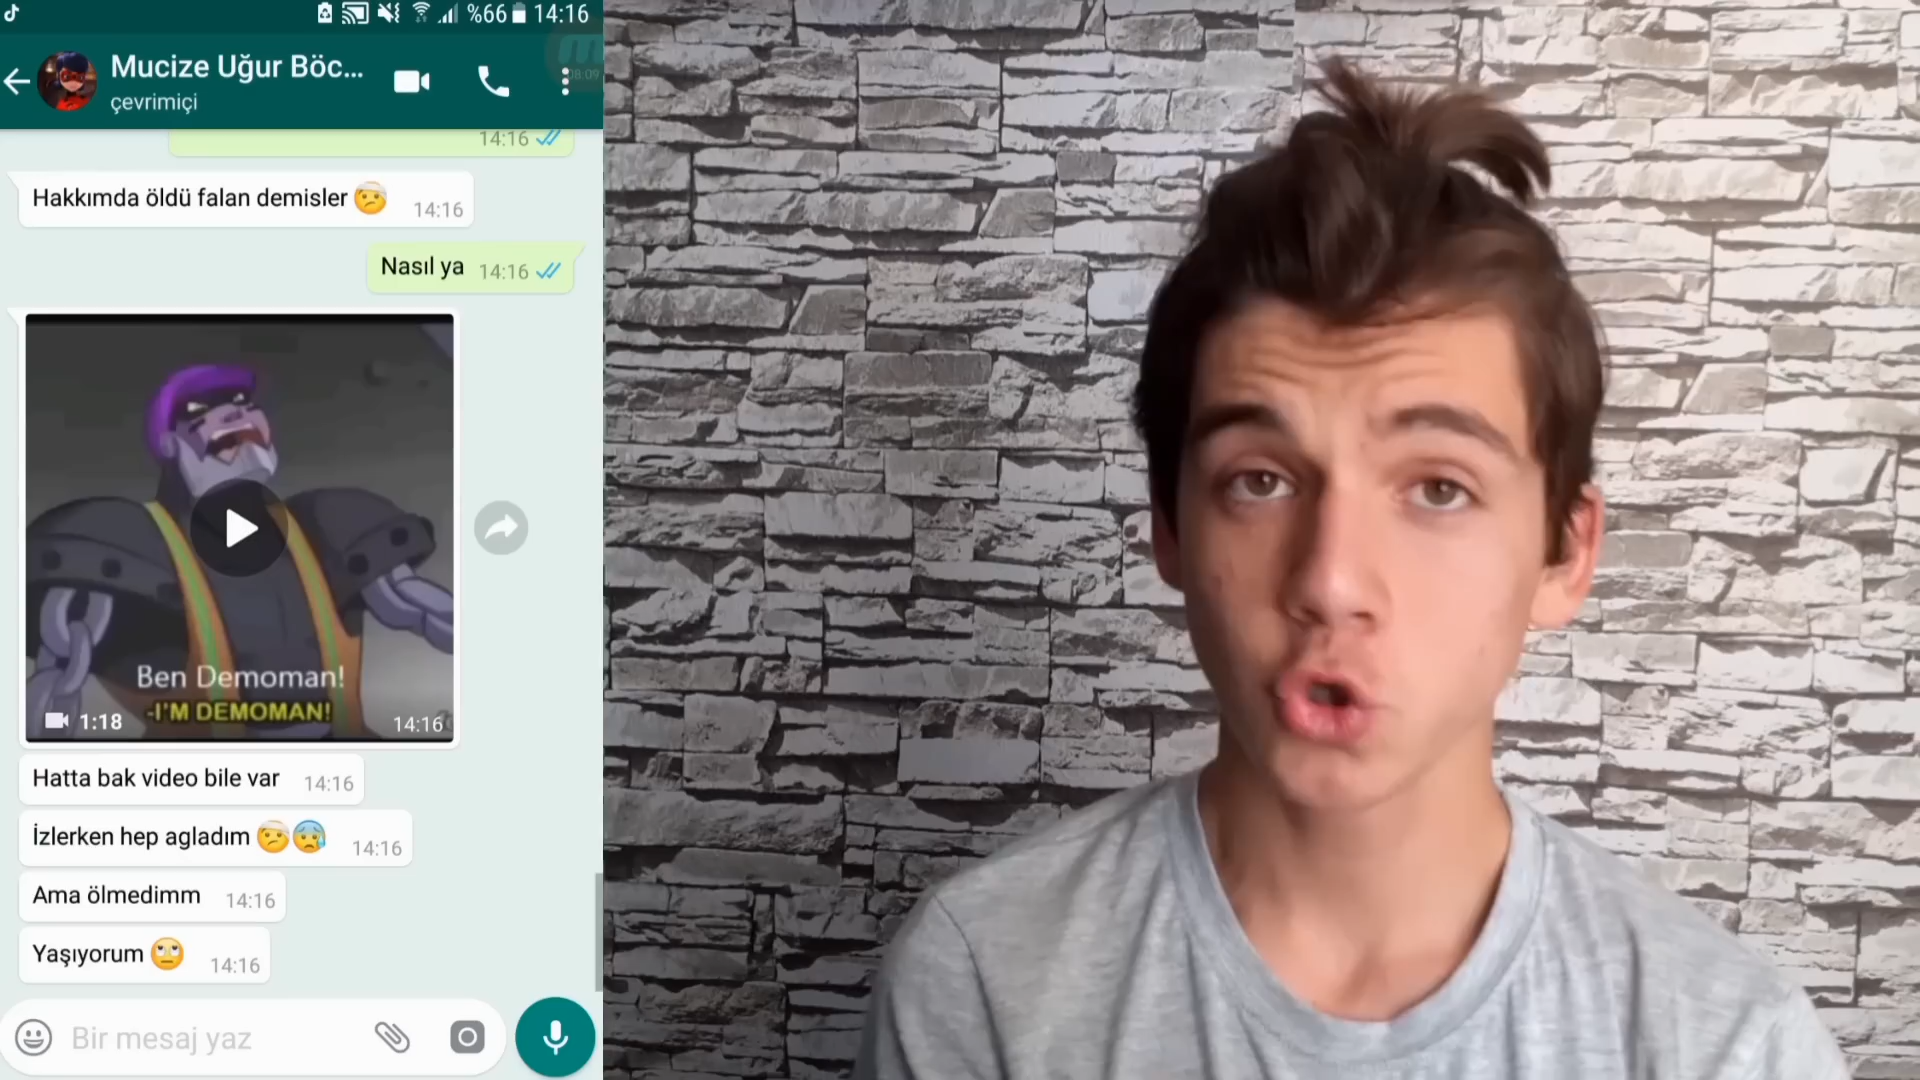 %66 14:16
Mucize Uğur Böc...
çevrimiçi
14:16
Hakkımda öldü falan demisler 14:16
Nasıl ya 14:16
Ben Demoman!
-I'M DEMOMAN!
1:18 14:16
Hatta bak video bile var 14:16
İzlerken hep agladım 14:16
Ama ölmedimm 14:16
Yaşıyorum 14:16
Bir mesaj yaz